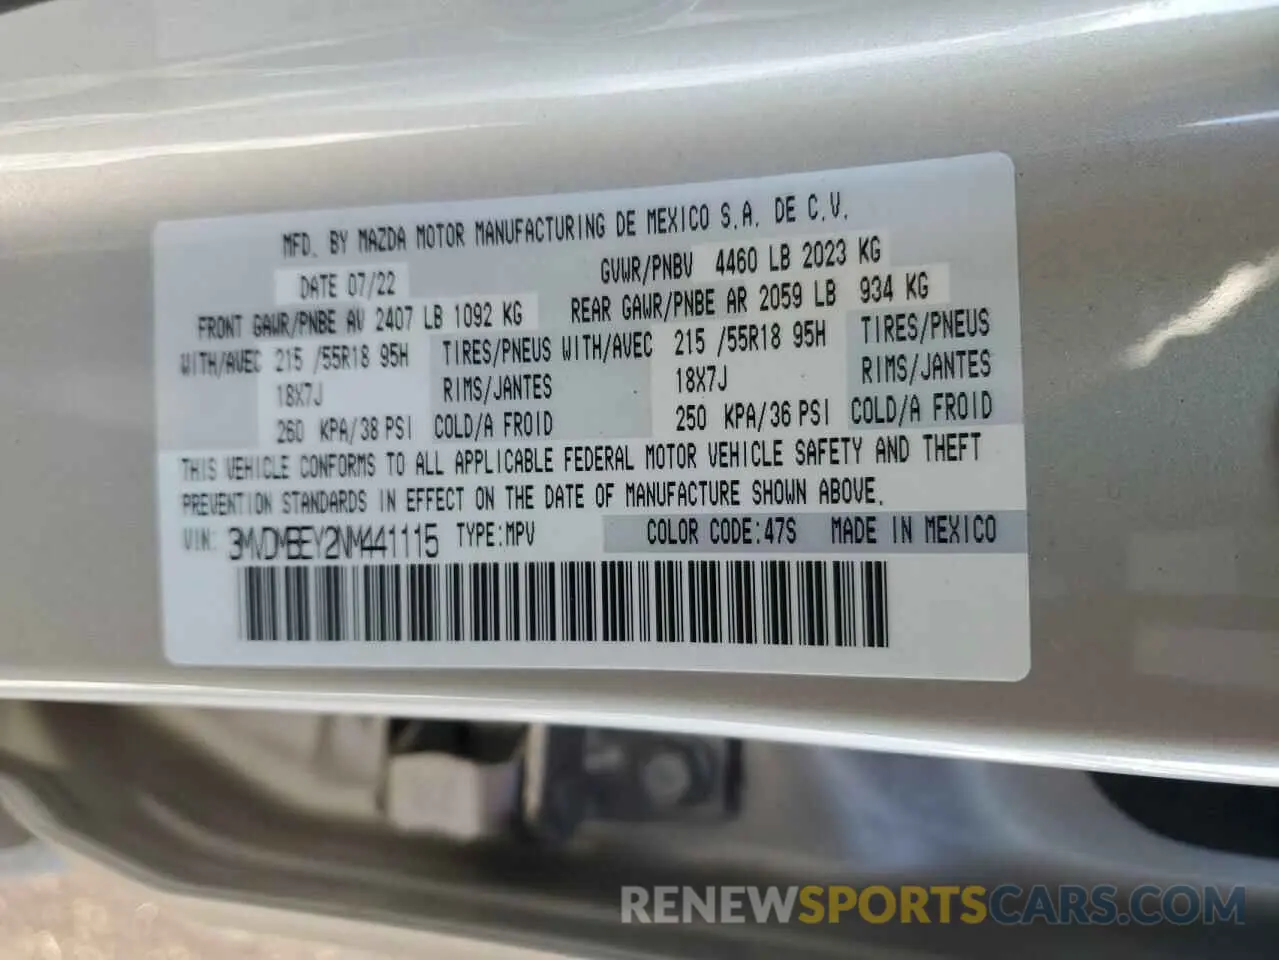 MFD. BY MAZDA MOTOR MANUFACTURING DE MEXICO S.A. DE C.V.
DATE 07/22 GVWR/PNBV 4460 LB 2023 KG
FRONT GAWR/PNBE AV 2407 LB 1092 KG REAR GAWR/PNBE AR 2059 LB 934 KG
WITH/AVEC 215 /55R18 95H TIRES/PNEUS WITH/AVEC 215 /55R18 95H TIRES/PNEUS
18X7J RIMS/JANTES 18X7J RIMS/JANTES
260 KPA/38 PSI COLD/A FROID 250 KPA/36 PSI COLD/A FROID
THIS VEHICLE CONFORMS TO ALL APPLICABLE FEDERAL MOTOR VEHICLE SAFETY AND THEFT
PREVENTION STANDARDS IN EFFECT ON THE DATE OF MANUFACTURE SHOWN ABOVE.
VIN: 3MVDMBEY2NM441115 TYPE:MPV COLOR CODE:47S MADE IN MEXICO
RENEWSPORTSCARS.COM